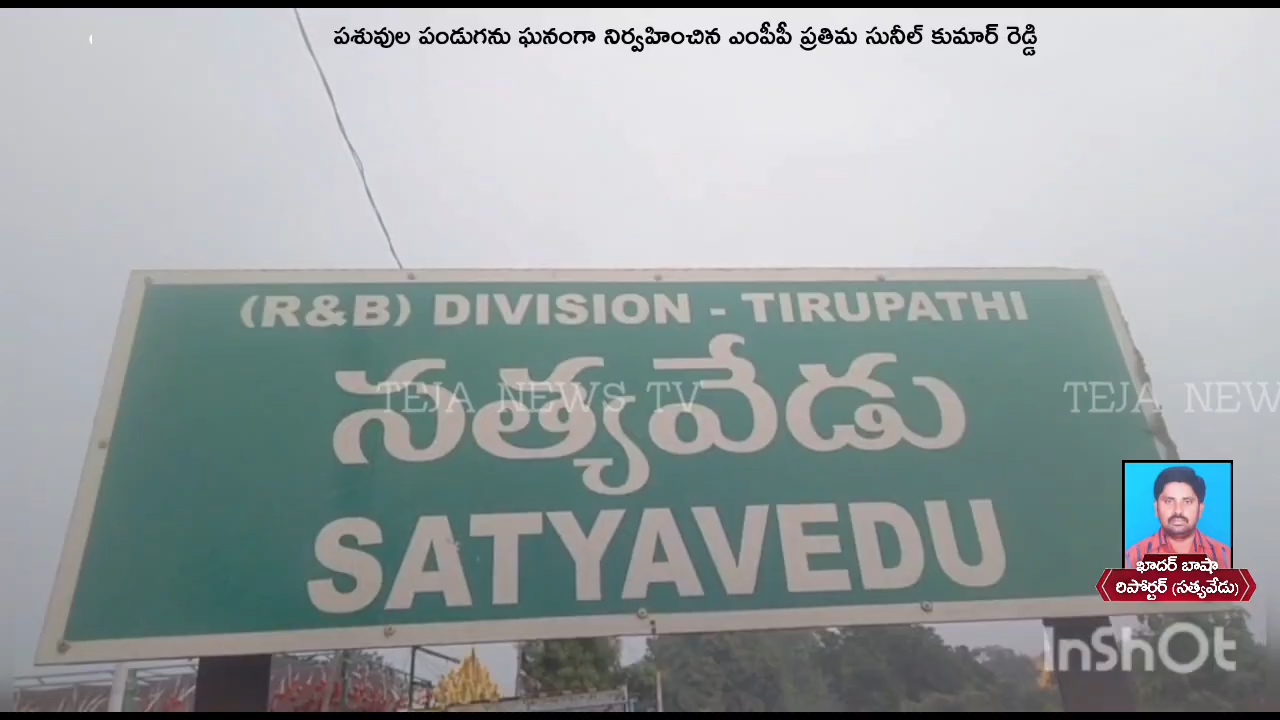 పశువుల పండుగను ఘనంగా నిర్వహించిన ఎంపీపీ ప్రతిమ సునీల్ కుమార్ రెడ్డి
(R&B) DIVISION - TIRUPATHI
సత్యవేడు
TEJA NEWS TV
TEJA NEWS
SATYAVEDU
ఖాదర్ బాషా
రిపోర్టర్ (సత్యవేడు)
InShOt